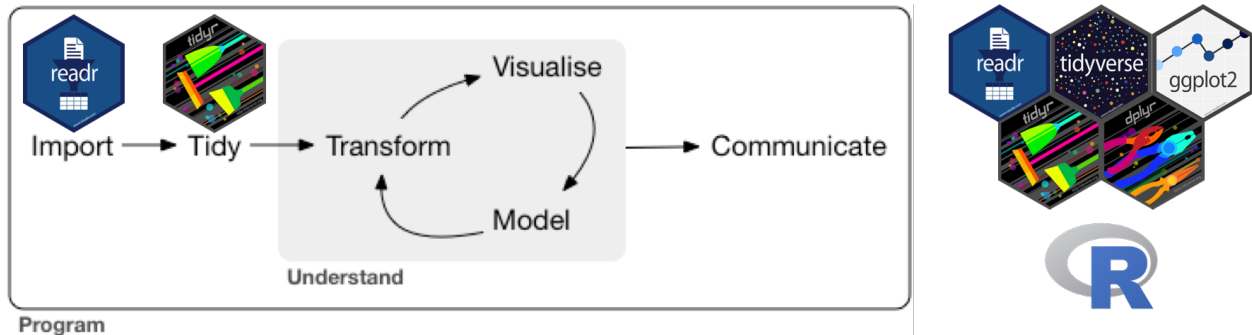 readr
tidyr
Import
Tidy
Transform
Visualise
Model
Communicate
Understand
Program
readr
tidyverse
ggplot2
tidyr
dplyr
R